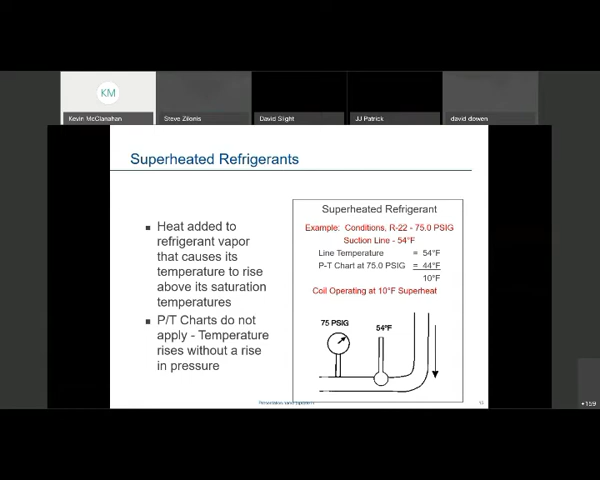 KM
Kevin McClanahan
Steve Zilonis
David Slight
JJ Patrick
david dowen
Superheated Refrigerants
▪ Heat added to
refrigerant vapor
that causes its
temperature to rise
above its saturation
temperatures
▪ P/T Charts do not
apply - Temperature
rises without a rise
in pressure
Superheated Refrigerant
Example: Conditions, R-22 - 75.0 PSIG
Suction Line - 54°F
Line Temperature = 54°F
P-T Chart at 75.0 PSIG = 44°F
10°F
Coil Operating at 10°F Superheat
75 PSIG
54°F
+159